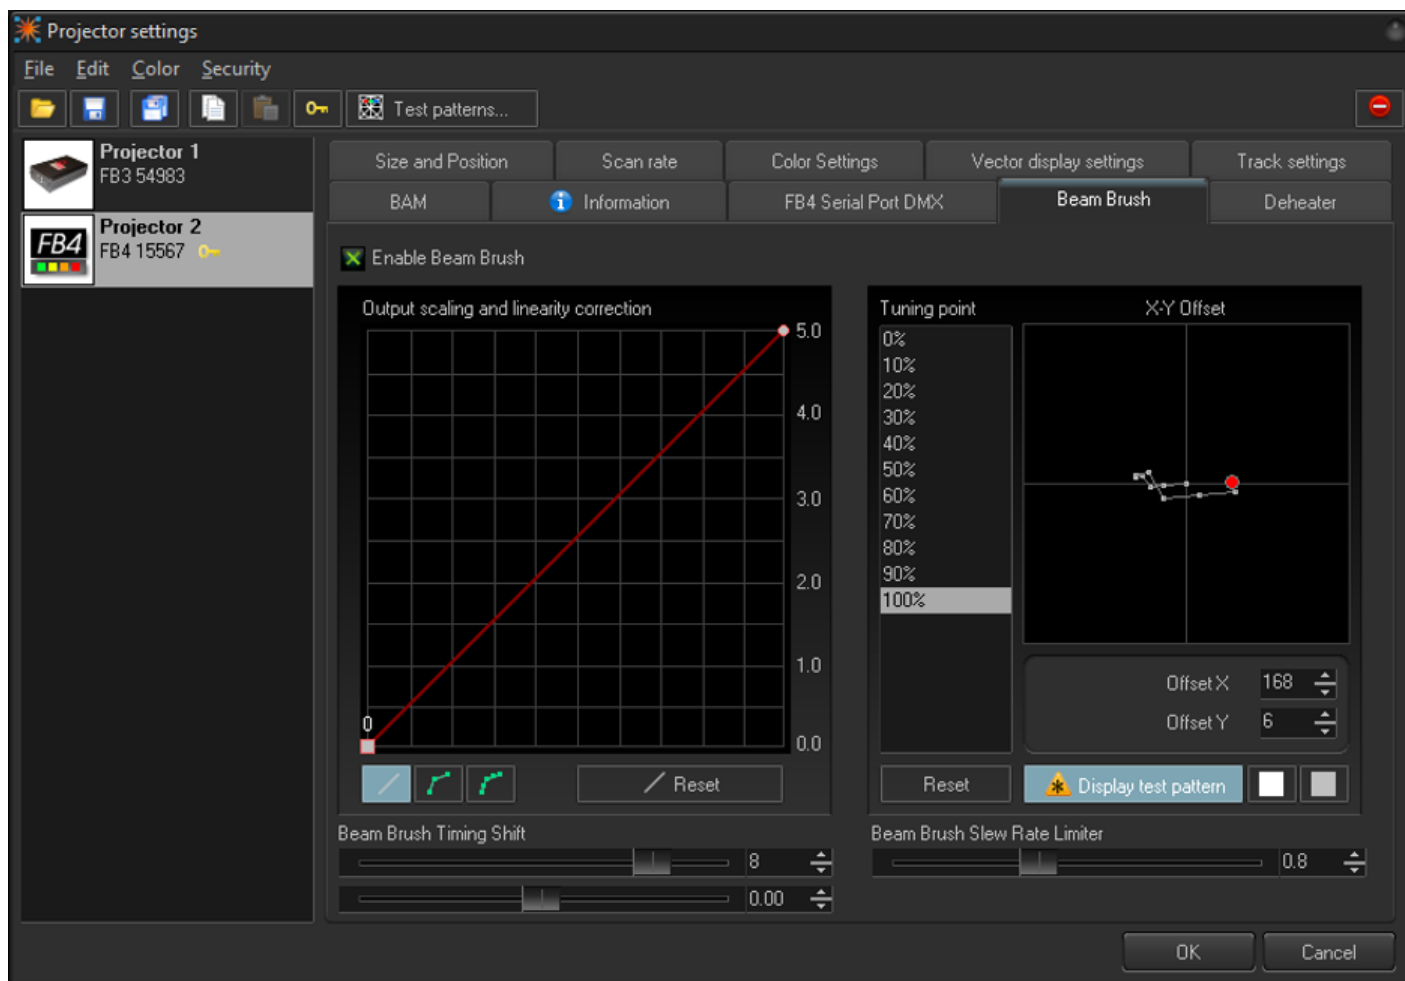 Projector settings
File Edit Color Security
Test patterns...
Projector 1
FB3 54983
FB4
Projector 2
FB4 15567
Size and Position Scan rate Color Settings Vector display settings Track settings
BAM Information FB4 Serial Port DMX Beam Brush Deheater
Enable Beam Brush
Output scaling and linearity correction
5.0
4.0
3.0
2.0
1.0
0
0.0
Reset
Tuning point X-Y Offset
0%
10%
20%
30%
40%
50%
60%
70%
80%
90%
100%
Offset X 168
Offset Y 6
Reset Display test pattern
Beam Brush Timing Shift
8
0.00
Beam Brush Slew Rate Limiter
0.8
OK Cancel